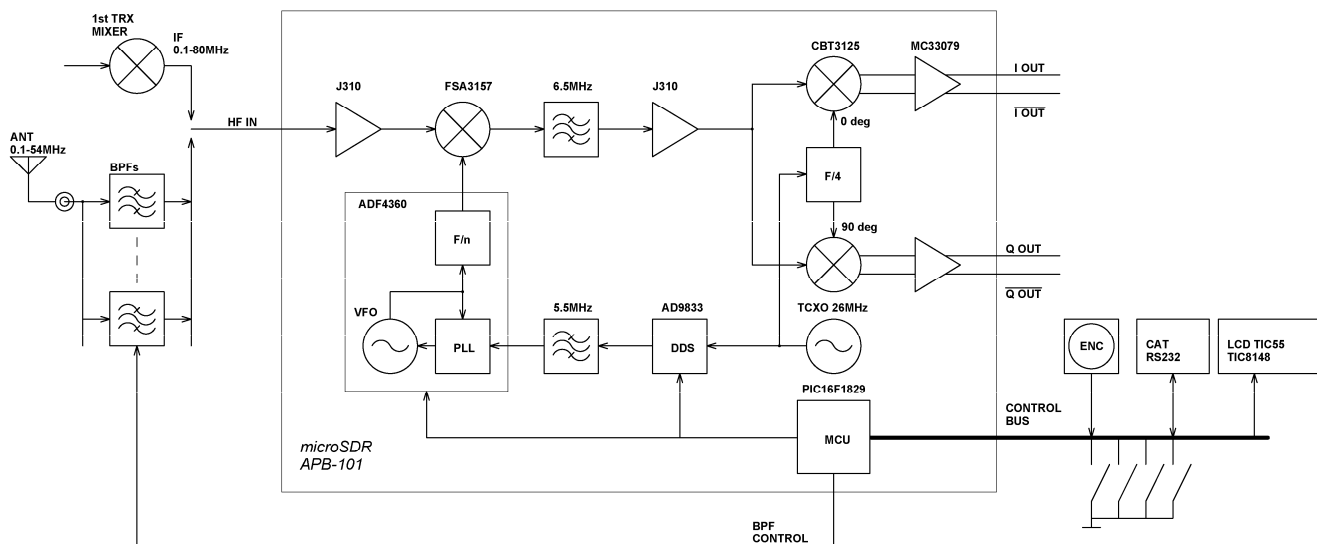 1st TRX
MIXER
IF
0.1-80MHz
ANT
0.1-54MHz
BPFs
HF IN
J310
FSA3157
6.5MHz
J310
CBT3125
MC33079
I OUT
I OUT
0 deg
F/4
90 deg
Q OUT
Q OUT
ADF4360
F/n
VFO
PLL
5.5MHz
AD9833
DDS
TCXO 26MHz
PIC16F1829
MCU
microSDR
APB-101
ENC
CAT
RS232
LCD TIC55
TIC8148
CONTROL
BUS
BPF
CONTROL